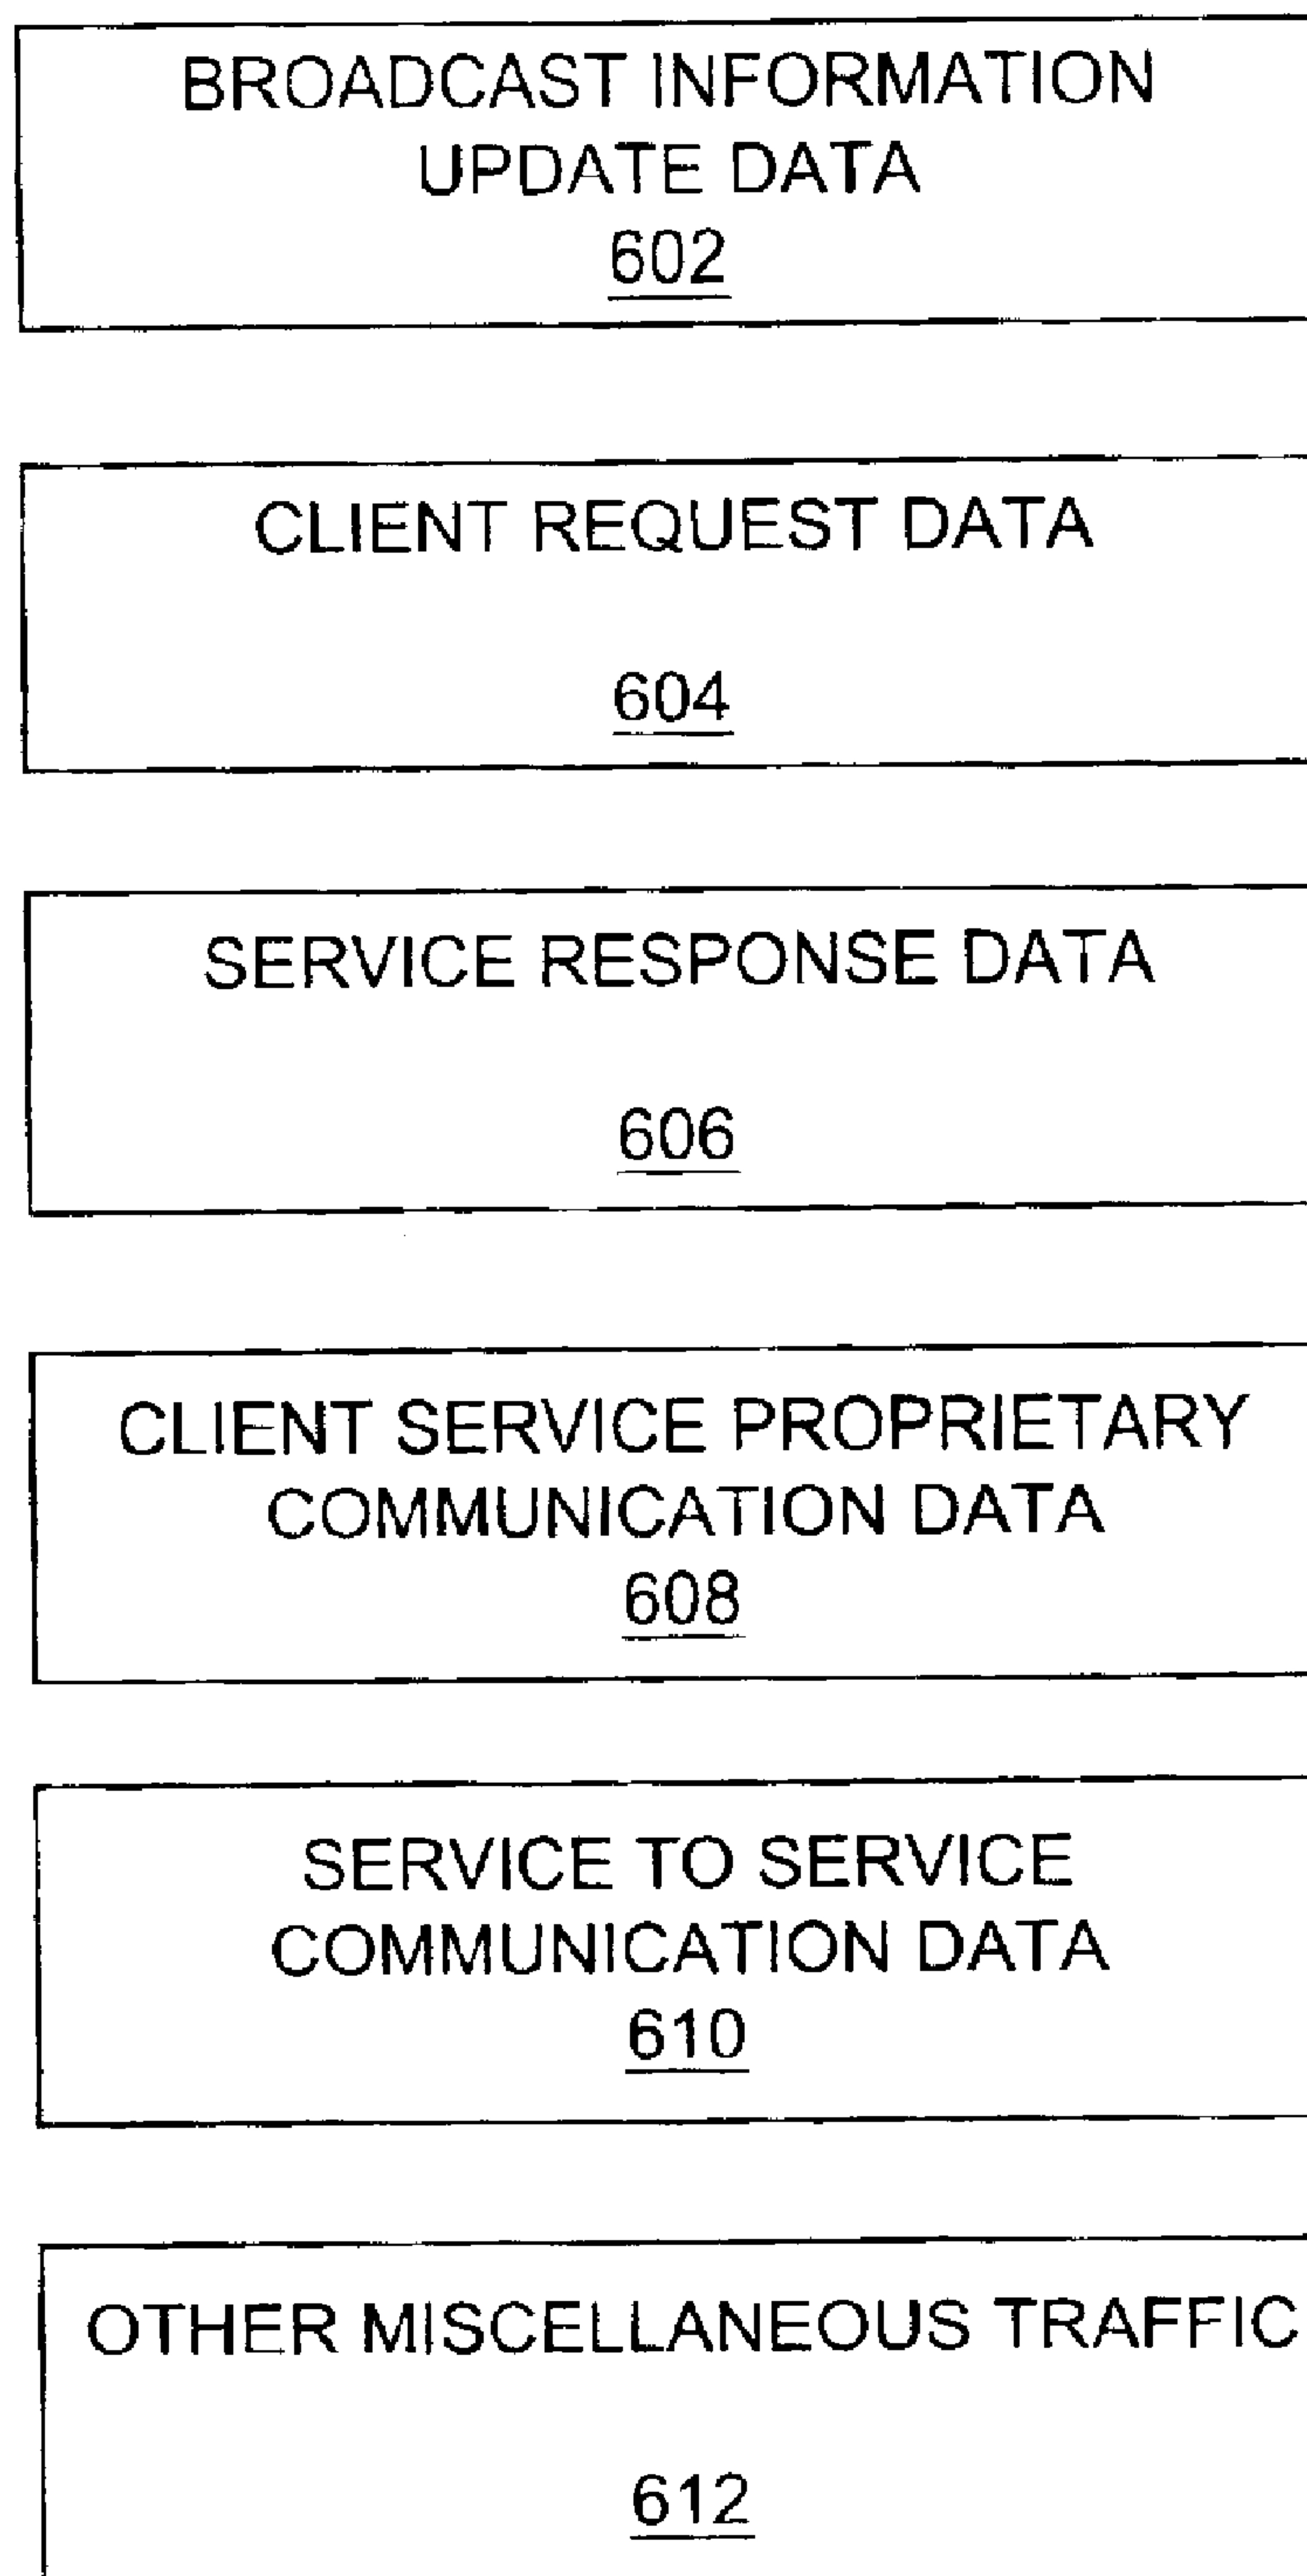 BROADCAST INFORMATION
UPDATE DATA
602
CLIENT REQUEST DATA
604
SERVICE RESPONSE DATA
606
CLIENT SERVICE PROPRIETARY
COMMUNICATION DATA
608
SERVICE TO SERVICE
COMMUNICATION DATA
610
OTHER MISCELLANEOUS TRAFFIC
612